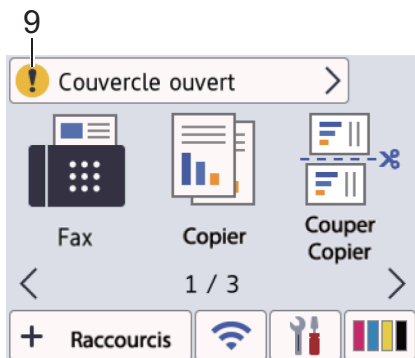 9
! Couvercle ouvert
Fax
Copier
Couper
Copier
1 / 3
+ Raccourcis